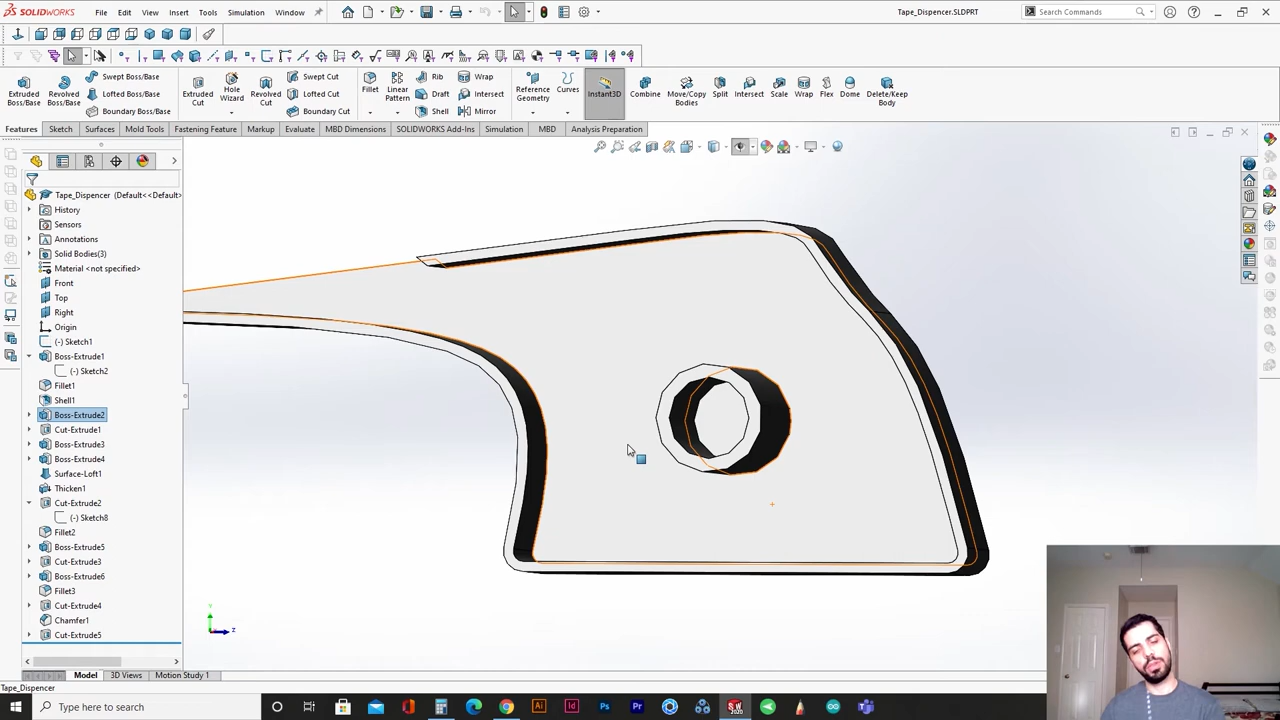 SOLIDWORKS File Edit View Insert Tools Simulation Window
Tape_Dispenser.SLDPRT
Search Commands
Extruded Boss/Base
Revolved Boss/Base
Swept Boss/Base
Lofted Boss/Base
Boundary Boss/Base
Extruded Cut
Hole Wizard
Revolved Cut
Swept Cut
Lofted Cut
Boundary Cut
Fillet
Linear Pattern
Rib
Draft
Shell
Wrap
Intersect
Mirror
Reference Geometry
Curves
Instant3D
Combine
Move/Copy Bodies
Split
Intersect
Scale
Wrap
Flex
Dome
Delete/Keep Body
Features Sketch Surfaces Mold Tools Fastening Feature Markup Evaluate MBD Dimensions SOLIDWORKS Add-Ins Simulation MBD Analysis Preparation
Tape_Dispenser (Default<<Default>
History
Sensors
Annotations
Solid Bodies(3)
Material <not specified>
Front
Top
Right
Origin
(-) Sketch1
Boss-Extrude1
(-) Sketch2
Fillet1
Shell1
Boss-Extrude2
Cut-Extrude1
Boss-Extrude3
Boss-Extrude4
Surface-Loft1
Thicken1
Cut-Extrude2
(-) Sketch8
Fillet2
Boss-Extrude5
Cut-Extrude3
Boss-Extrude6
Fillet3
Cut-Extrude4
Chamfer1
Cut-Extrude5
Y
Z
Model 3D Views Motion Study 1
Tape_Dispenser
Type here to search